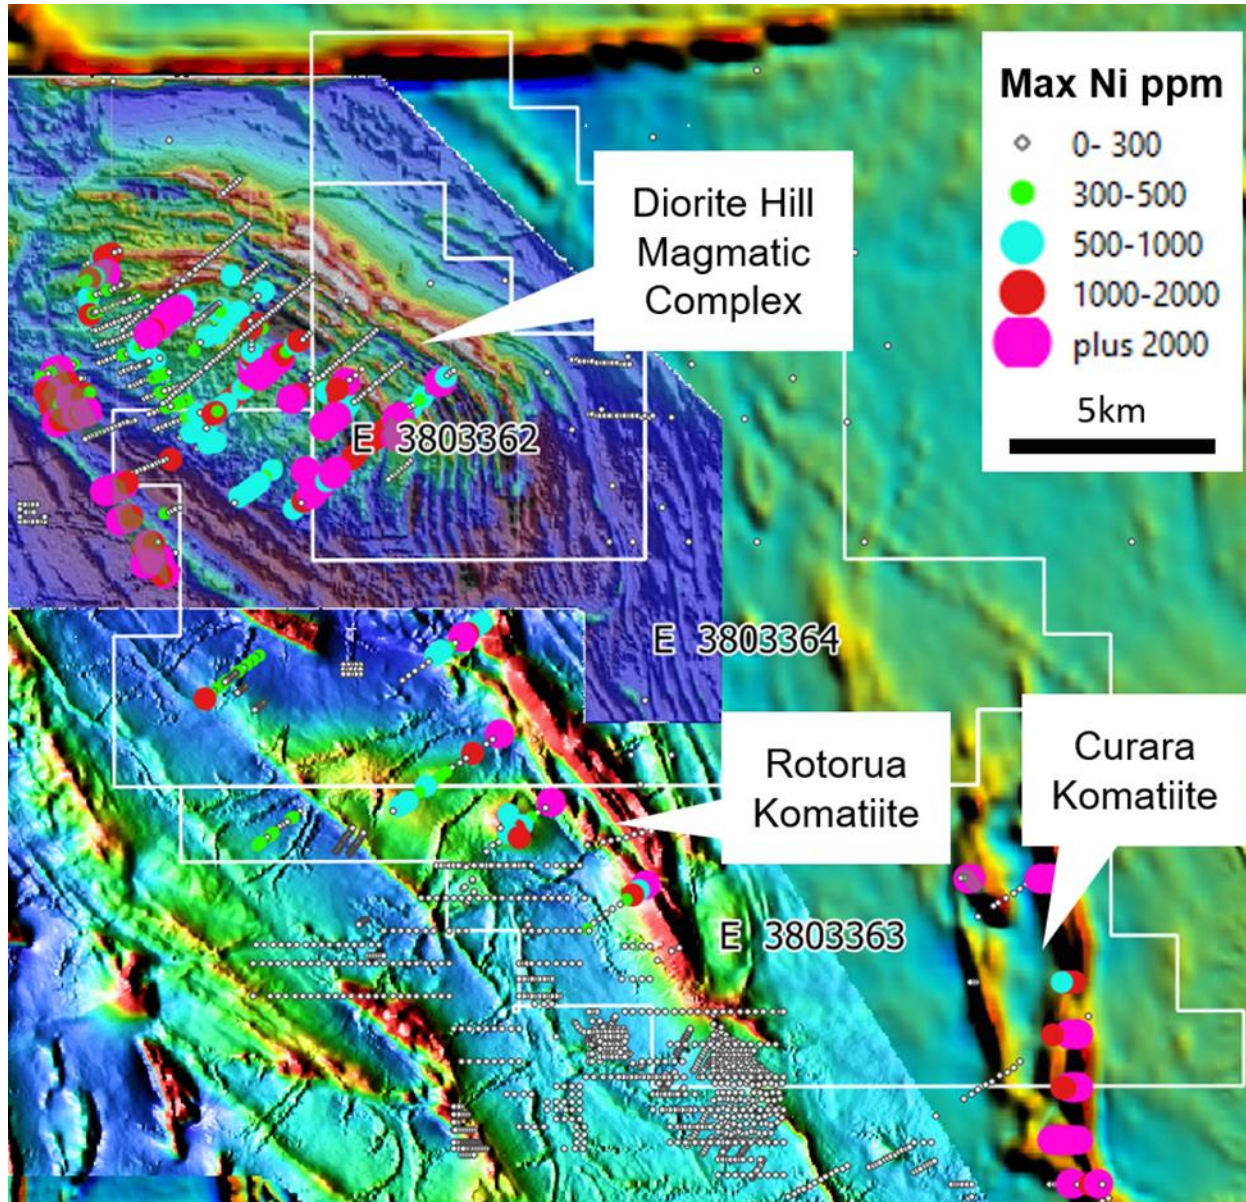 Max Ni ppm
0- 300
300-500
500-1000
1000-2000
plus 2000
5km
Diorite Hill
Magmatic
Complex
E 3803362
E 3803364
Rotorua
Komatiite
Curara
Komatiite
E 3803363